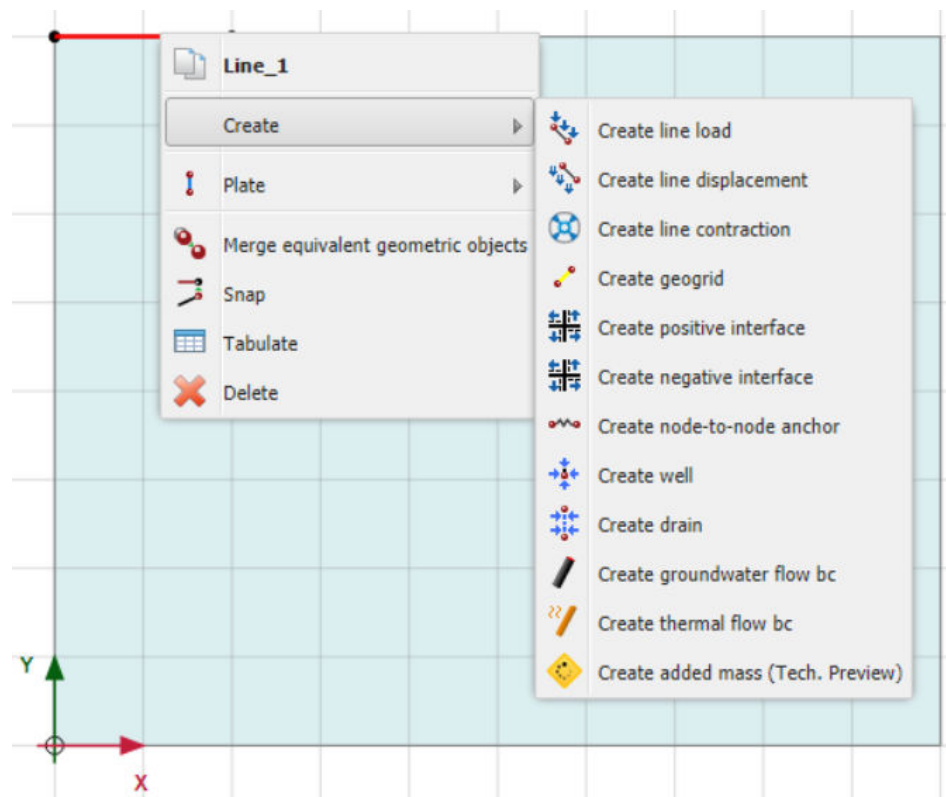 Line_1
Create
Plate
Merge equivalent geometric objects
Snap
Tabulate
Delete
Create line load
Create line displacement
Create line contraction
Create geogrid
Create positive interface
Create negative interface
Create node-to-node anchor
Create well
Create drain
Create groundwater flow bc
Create thermal flow bc
Create added mass (Tech. Preview)
Y
X